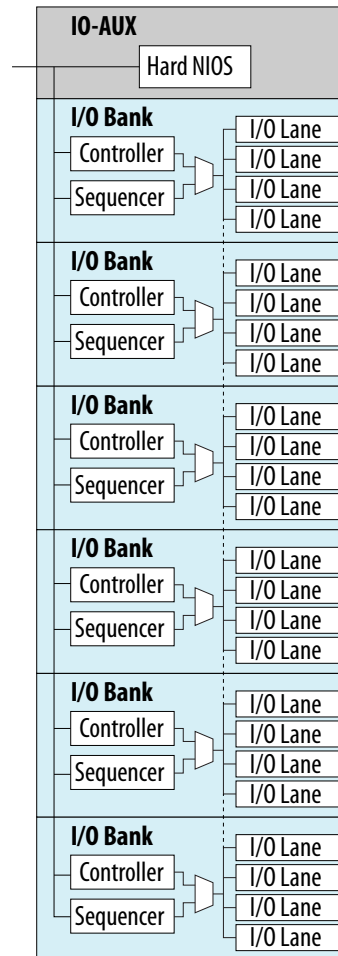 IO-AUX
Hard NIOS
I/O Bank
Controller
Sequencer
I/O Lane
I/O Lane
I/O Lane
I/O Lane
I/O Bank
Controller
Sequencer
I/O Lane
I/O Lane
I/O Lane
I/O Lane
I/O Bank
Controller
Sequencer
I/O Lane
I/O Lane
I/O Lane
I/O Lane
I/O Bank
Controller
Sequencer
I/O Lane
I/O Lane
I/O Lane
I/O Lane
I/O Bank
Controller
Sequencer
I/O Lane
I/O Lane
I/O Lane
I/O Lane
I/O Bank
Controller
Sequencer
I/O Lane
I/O Lane
I/O Lane
I/O Lane